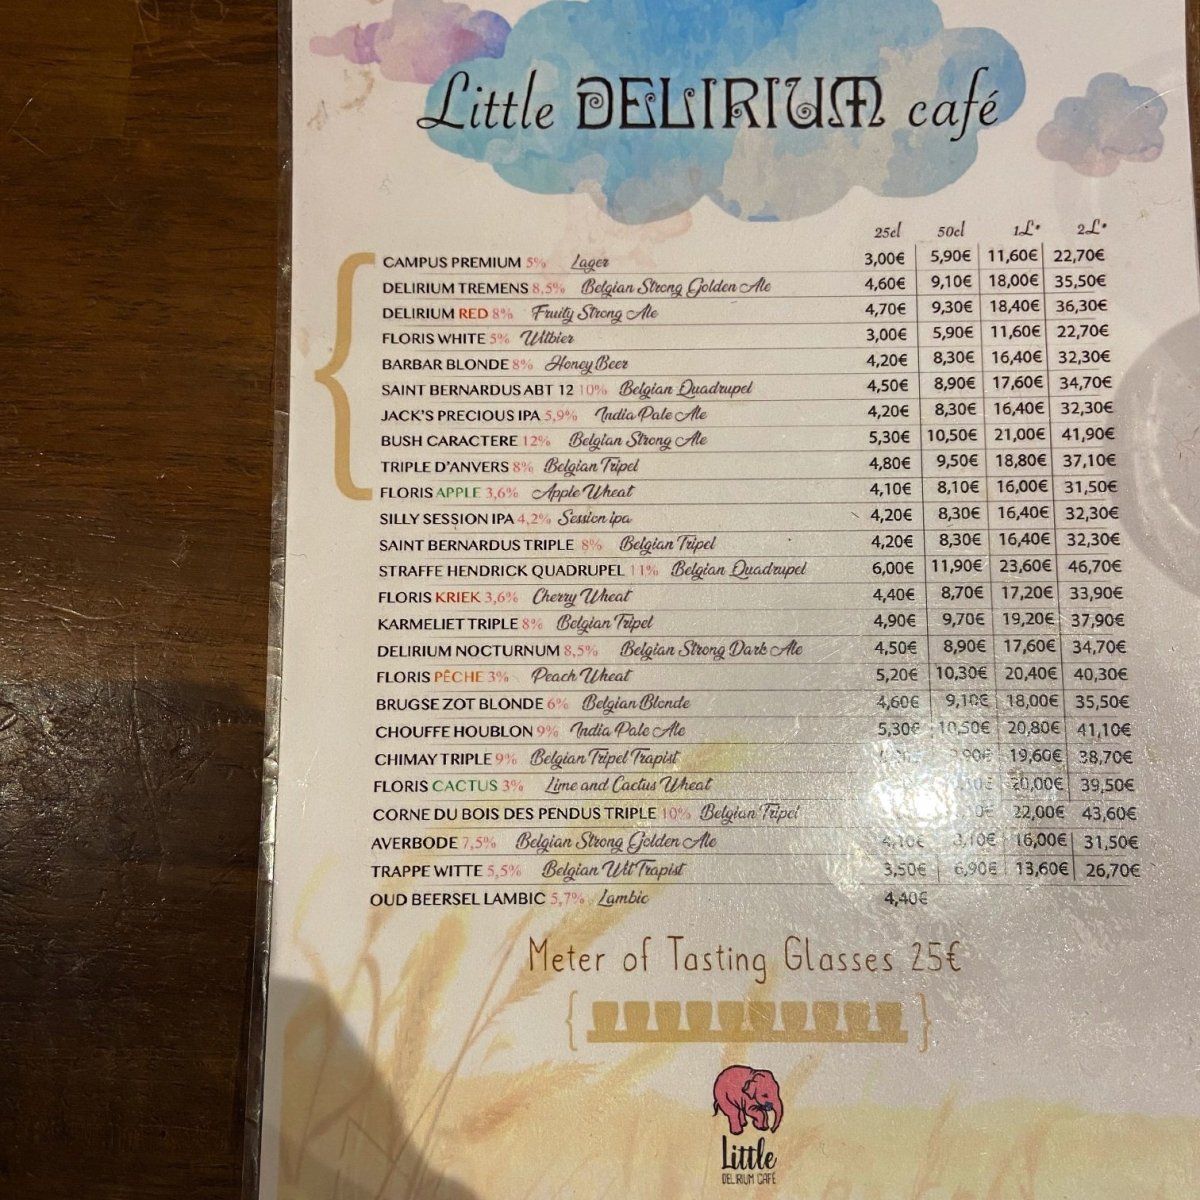 Little DELIRIUM café
25cl 50cl 1L* 2L*
CAMPUS PREMIUM 5% Lager 3,00€ 5,90€ 11,60€ 22,70€
DELIRIUM TREMENS 8,5% Belgian Strong Golden Ale 4,60€ 9,10€ 18,00€ 35,50€
DELIRIUM RED 8% Fruity Strong Ale 4,70€ 9,30€ 18,40€ 36,30€
FLORIS WHITE 5% Witbier 3,00€ 5,90€ 11,60€ 22,70€
BARBAR BLONDE 8% Honey Beer 4,20€ 8,30€ 16,40€ 32,30€
SAINT BERNARDUS ABT 12 10% Belgian Quadrupel 4,50€ 8,90€ 17,60€ 34,70€
JACK'S PRECIOUS IPA 5,9% India Pale Ale 4,20€ 8,30€ 16,40€ 32,30€
BUSH CARACTERE 12% Belgian Strong Ale 5,30€ 10,50€ 21,00€ 41,90€
TRIPLE D'ANVERS 8% Belgian Tripel 4,80€ 9,50€ 18,80€ 37,10€
FLORIS APPLE 3,6% Apple Wheat 4,10€ 8,10€ 16,00€ 31,50€
SILLY SESSION IPA 4,2% Session ipa 4,20€ 8,30€ 16,40€ 32,30€
SAINT BERNARDUS TRIPLE 8% Belgian Tripel 4,20€ 8,30€ 16,40€ 32,30€
STRAFFE HENDRICK QUADRUPEL 11% Belgian Quadrupel 6,00€ 11,90€ 23,60€ 46,70€
FLORIS KRIEK 3,6% Cherry Wheat 4,40€ 8,70€ 17,20€ 33,90€
KARMELIET TRIPLE 8% Belgian Tripel 4,90€ 9,70€ 19,20€ 37,90€
DELIRIUM NOCTURNUM 8,5% Belgian Strong Dark Ale 4,50€ 8,90€ 17,60€ 34,70€
FLORIS PÊCHE 3% Peach Wheat 5,20€ 10,30€ 20,40€ 40,30€
BRUGSE ZOT BLONDE 6% Belgian Blonde 4,60€ 9,10€ 18,00€ 35,50€
CHOUFFE HOUBLON 9% India Pale Ale 5,30€ 10,50€ 20,80€ 41,10€
CHIMAY TRIPLE 9% Belgian Tripel Trapist 19,60€ 38,70€
FLORIS CACTUS 3% Lime and Cactus Wheat 20,00€ 39,50€
CORNE DU BOIS DES PENDUS TRIPLE 10% Belgian Tripel 22,00€ 43,60€
AVERBODE 7,5% Belgian Strong Golden Ale 4,10€ 16,00€ 31,50€
TRAPPE WITTE 5,5% Belgian Wit Trapist 3,50€ 6,90€ 13,60€ 26,70€
OUD BEERSEL LAMBIC 5,7% Lambic 4,40€
Meter of Tasting Glasses 25€
Little
DELIRIUM CAFÉ